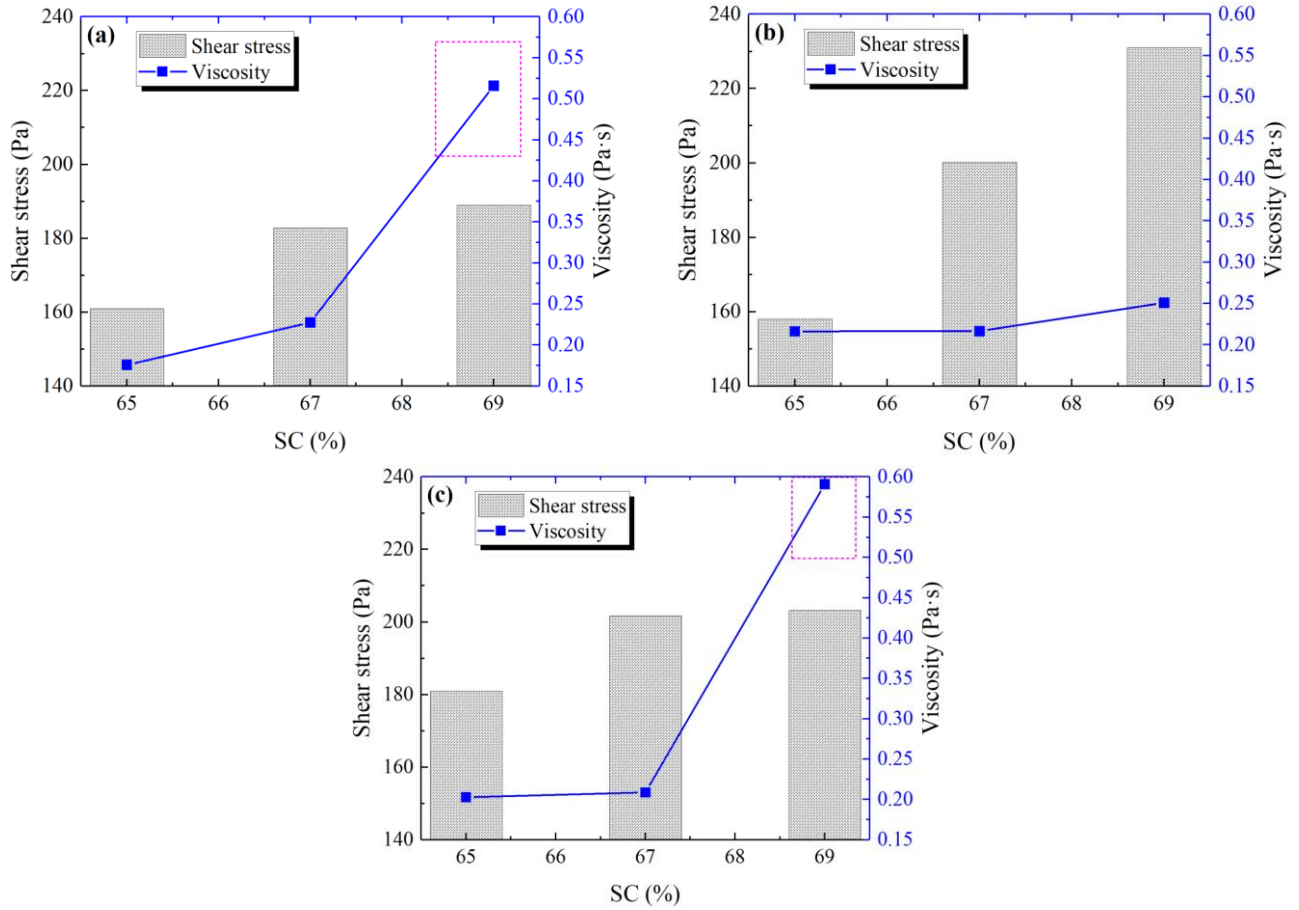 (a)
Shear stress
Viscosity
240
220
200
180
160
140
Shear stress (Pa)
0.60
0.55
0.50
0.45
0.40
0.35
0.30
0.25
0.20
0.15
Viscosity (Pa·s)
65 66 67 68 69
SC (%)
(b)
Shear stress
Viscosity
240
220
200
180
160
140
Shear stress (Pa)
0.60
0.55
0.50
0.45
0.40
0.35
0.30
0.25
0.20
0.15
Viscosity (Pa·s)
65 66 67 68 69
SC (%)
(c)
Shear stress
Viscosity
240
220
200
180
160
140
Shear stress (Pa)
0.60
0.55
0.50
0.45
0.40
0.35
0.30
0.25
0.20
0.15
Viscosity (Pa·s)
65 66 67 68 69
SC (%)